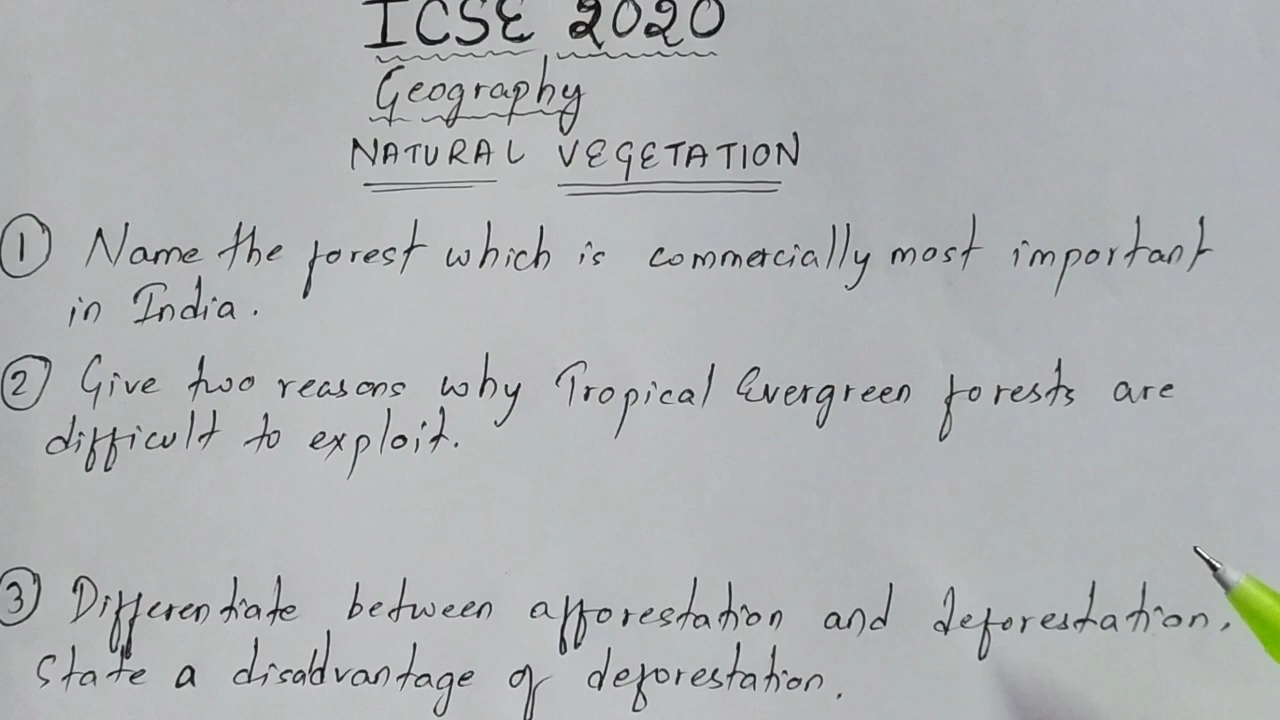 ICSE 2020
Geography
NATURAL VEGETATION
① Name the forest which is commercially most important
in India.
② Give two reasons why Tropical Evergreen forests are
difficult to exploit.
③ Differentiate between afforestation and deforestation.
State a disadvantage of deforestation.